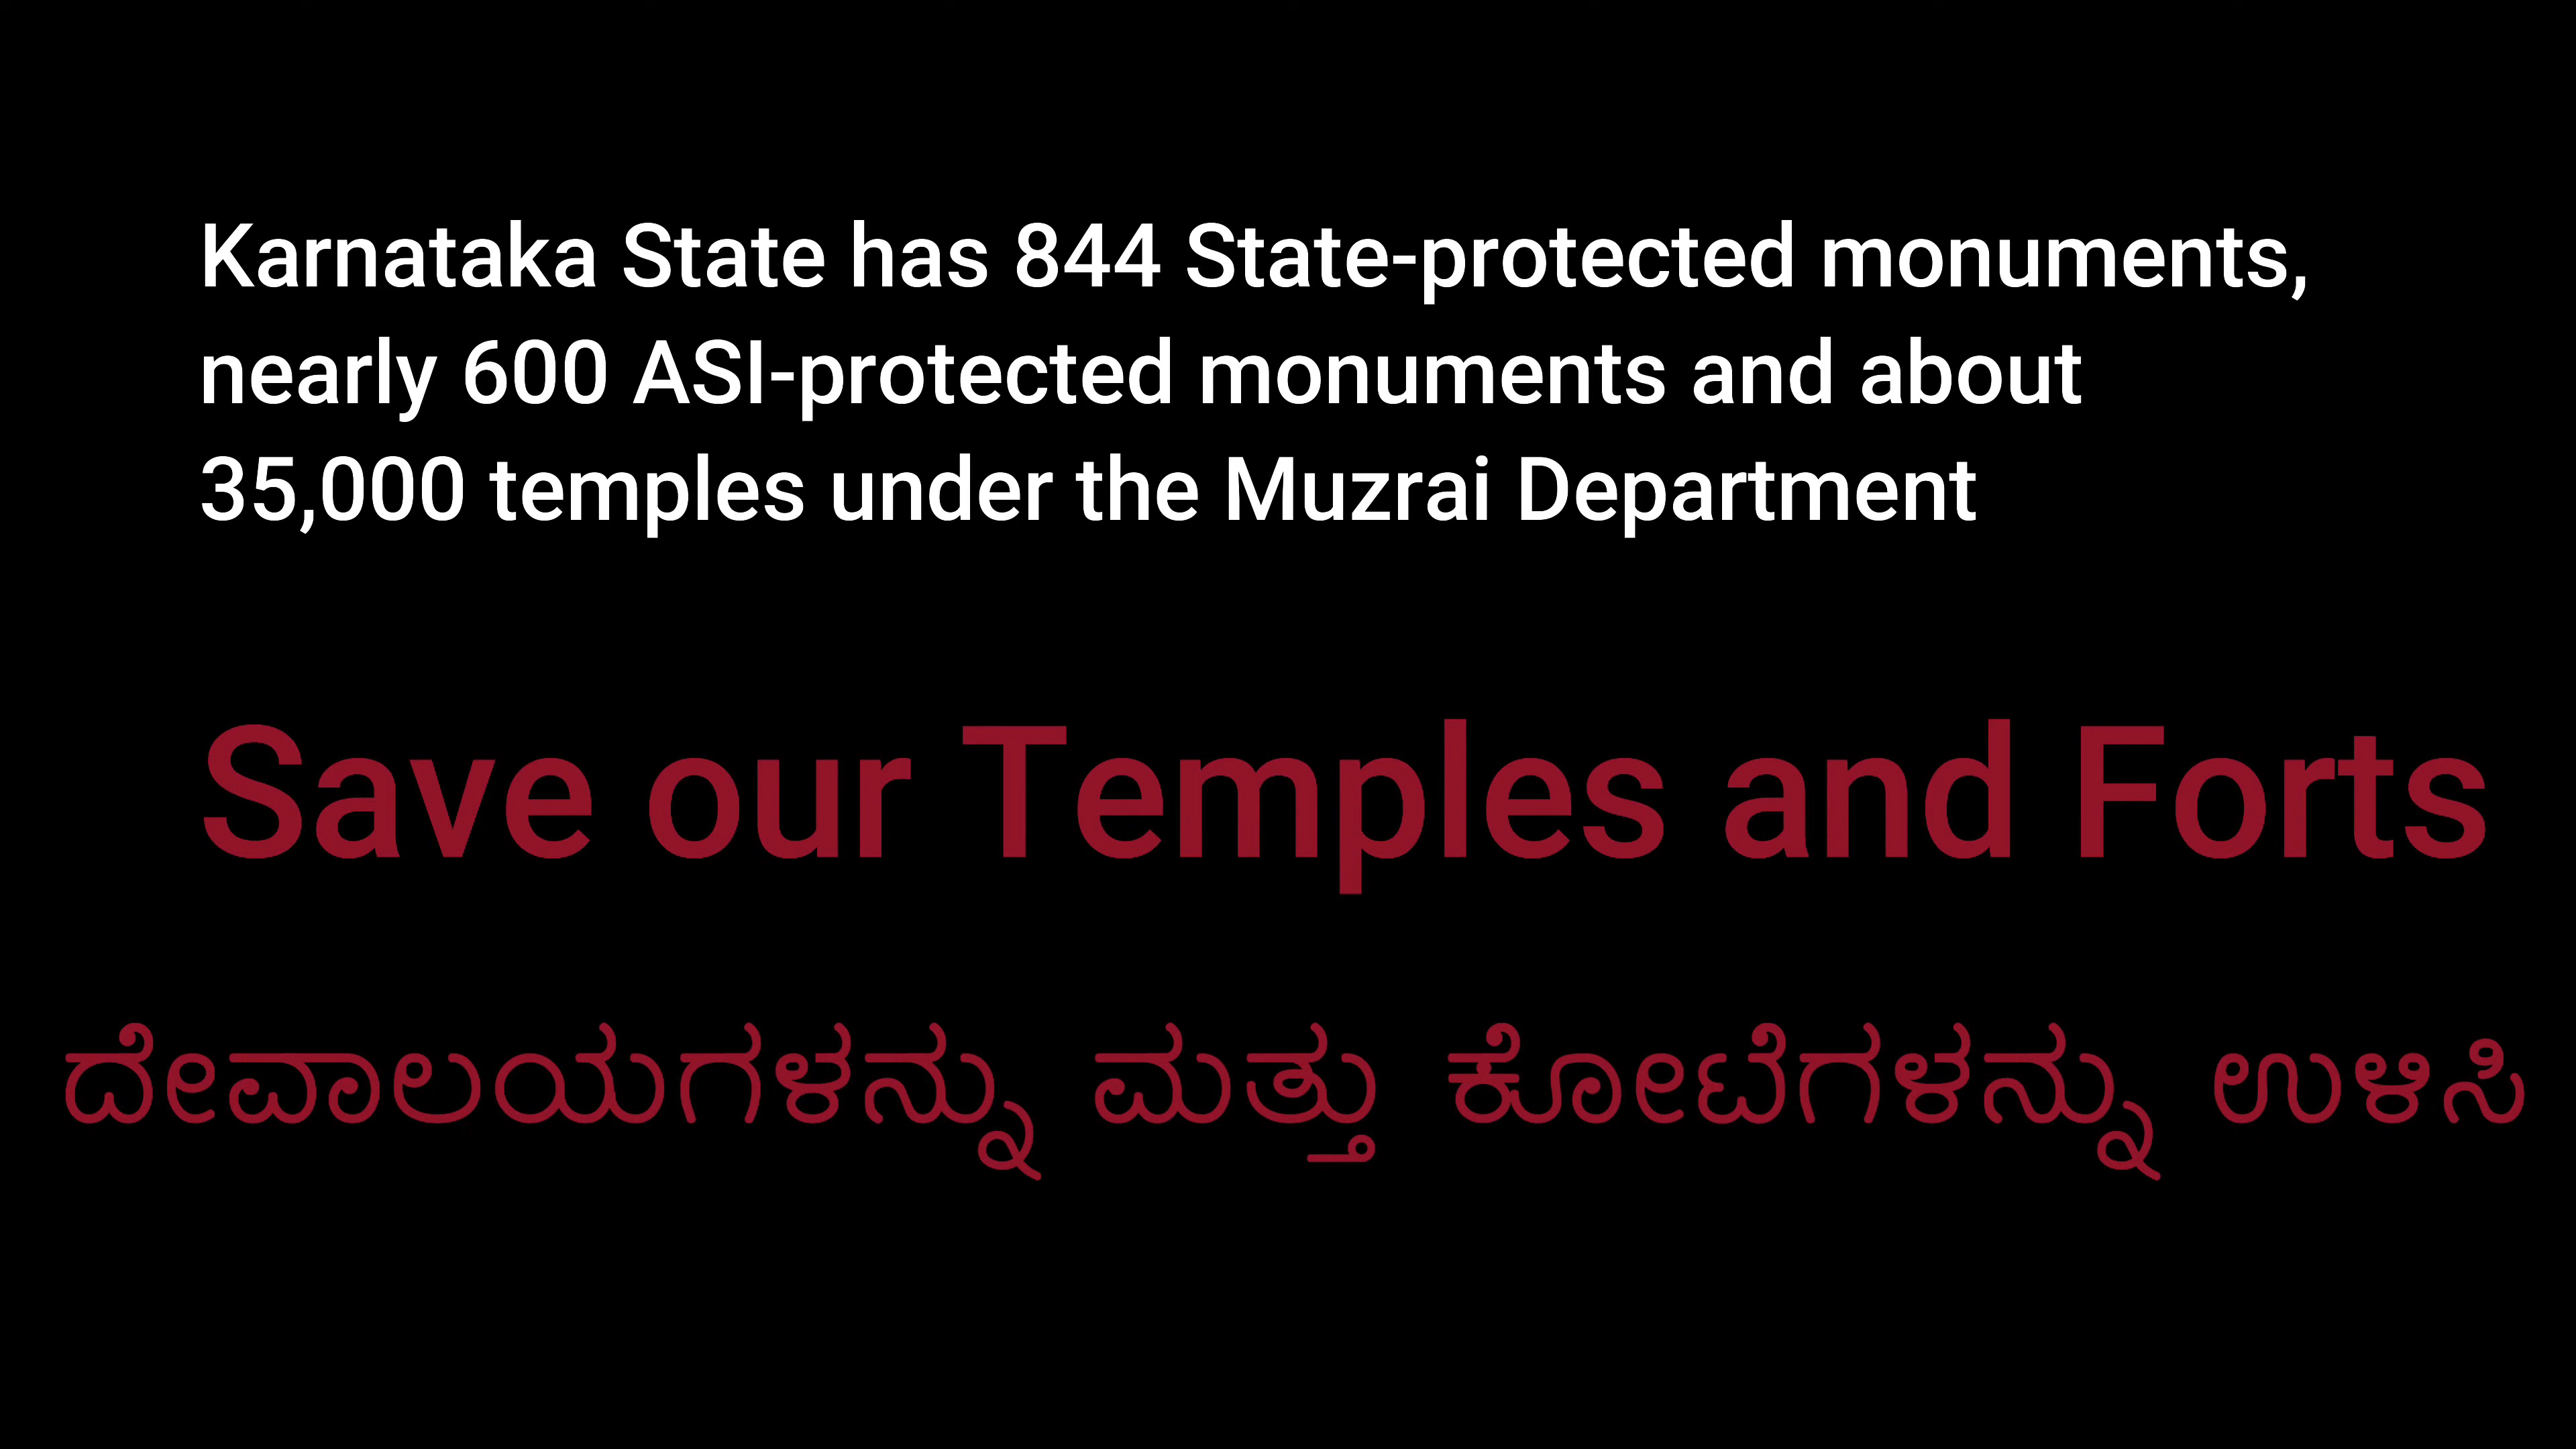 Karnataka State has 844 State-protected monuments,
nearly 600 ASI-protected monuments and about
35,000 temples under the Muzrai Department
Save our Temples and Forts
ದೇವಾಲಯಗಳನ್ನು ಮತ್ತು ಕೋಟೆಗಳನ್ನು ಉಳಿಸಿ